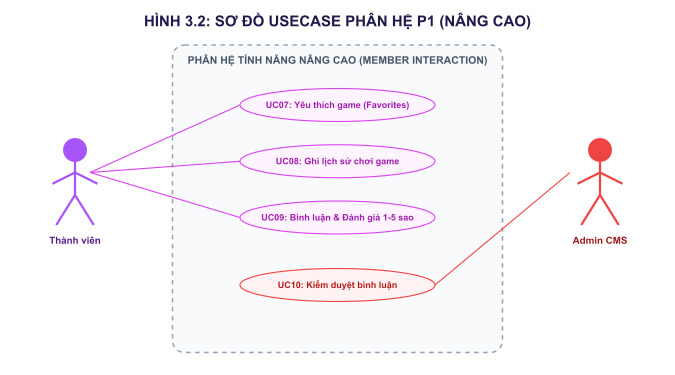 HÌNH 3.2: SƠ ĐỒ USECASE PHÂN HỆ P1 (NÂNG CAO)
PHÂN HỆ TÍNH NĂNG NÂNG CAO (MEMBER INTERACTION)
UC07: Yêu thích game (Favorites)
UC08: Ghi lịch sử chơi game
UC09: Bình luận & Đánh giá 1-5 sao
Thành viên
Admin CMS
UC10: Kiểm duyệt bình luận